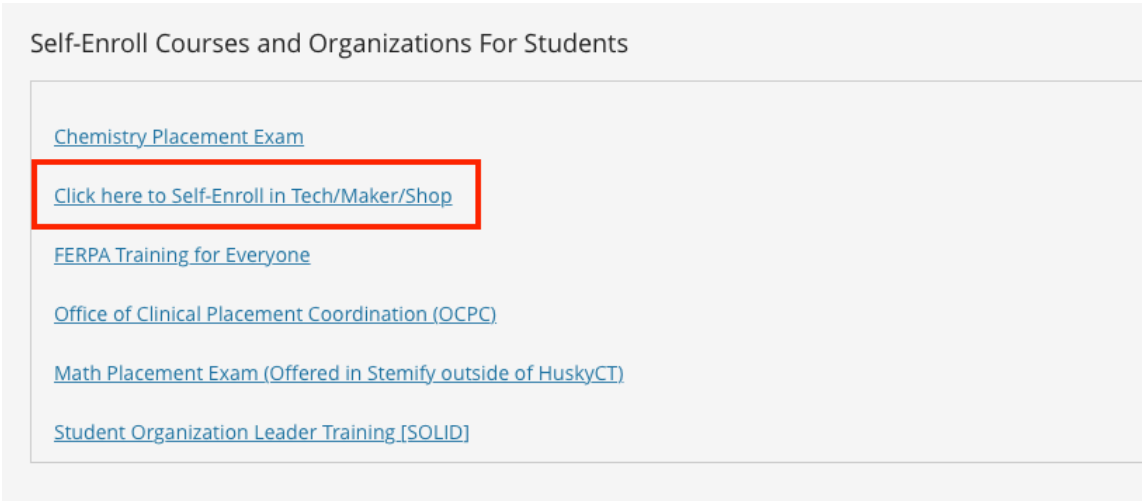 Self-Enroll Courses and Organizations For Students
Chemistry Placement Exam
Click here to Self-Enroll in Tech/Maker/Shop
FERPA Training for Everyone
Office of Clinical Placement Coordination (OCPC)
Math Placement Exam (Offered in Stemify outside of HuskyCT)
Student Organization Leader Training [SOLID]